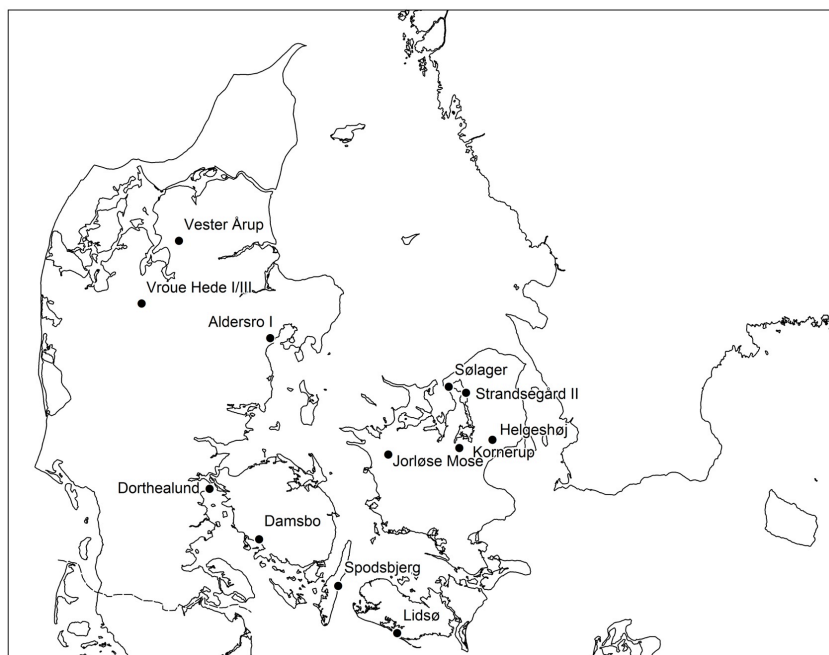 Vester Årup
Vroue Hede I/III
Aldersro I
Sølager
Strandsegård II
Helgeshøj
Kornerup
Jorløse Mose
Dorthealund
Damsbo
Spodsbjerg
Lidsø